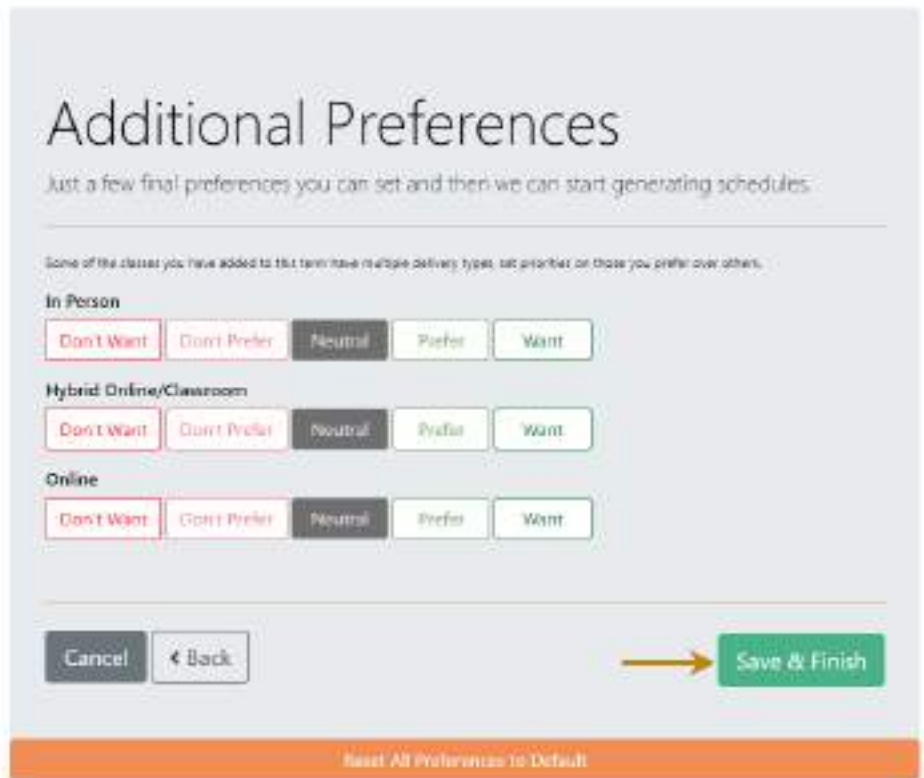 Additional Preferences
Just a few final preferences you can set and then we can start generating schedules.
Some of the classes you have added to this term have multiple delivery types, set priorities on those you prefer over others.
In Person
Don't Want Don't Prefer Neutral Prefer Want
Hybrid Online/Classroom
Don't Want Don't Prefer Neutral Prefer Want
Online
Don't Want Don't Prefer Neutral Prefer Want
Cancel Back Save & Finish
Reset All Preferences to Default